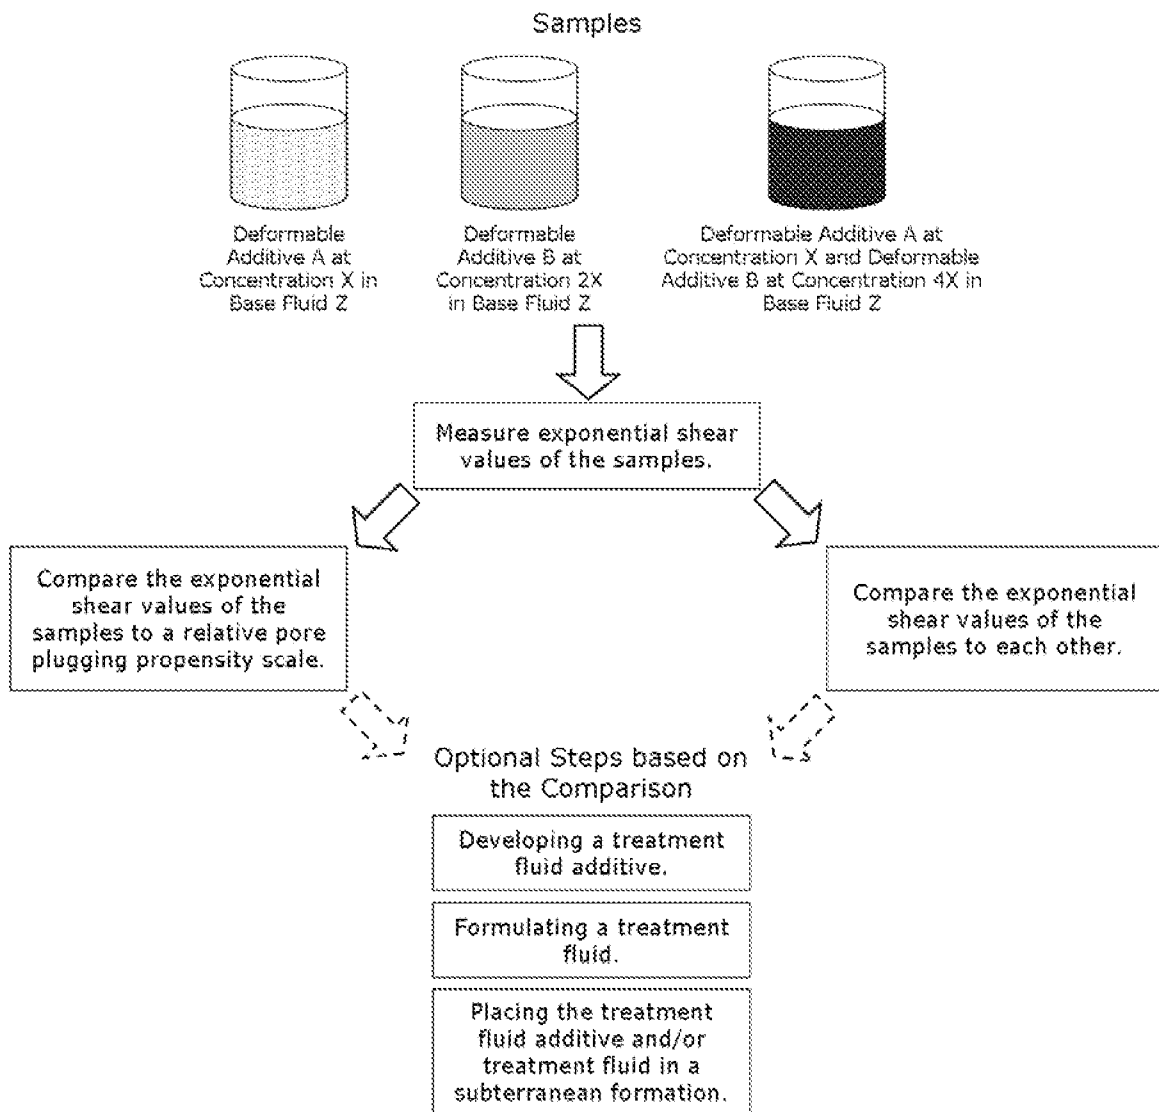 Samples
Deformable
Additive A at
Concentration X in
Base Fluid Z
Deformable
Additive B at
Concentration 2X
in Base Fluid Z
Deformable Additive A at
Concentration X and Deformable
Additive B at Concentration 4X in
Base Fluid Z
Measure exponential shear
values of the samples.
Compare the exponential
shear values of the
samples to a relative pore
plugging propensity scale.
Compare the exponential
shear values of the
samples to each other.
Optional Steps based on
the Comparison
Developing a treatment
fluid additive.
Formulating a treatment
fluid.
Placing the treatment
fluid additive and/or
treatment fluid in a
subterranean formation.